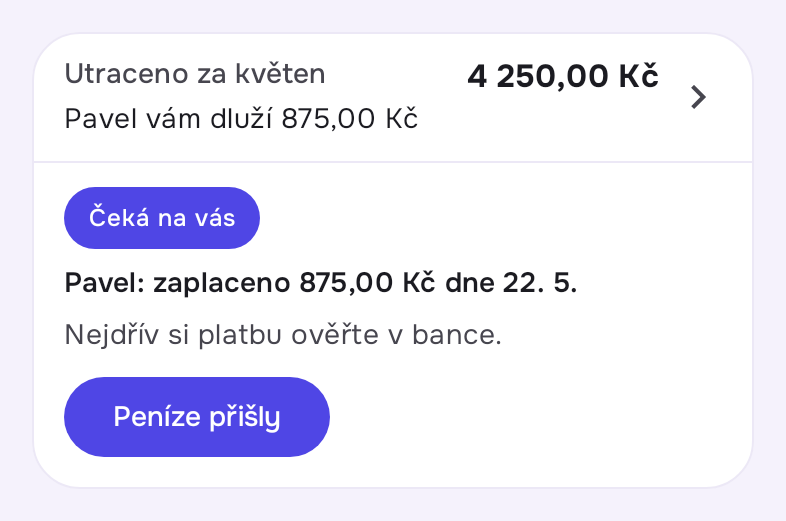 Utraceno za květen
4 250,00 Kč
Pavel vám dluží 875,00 Kč
Čeká na vás
Pavel: zaplaceno 875,00 Kč dne 22. 5.
Nejdřív si platbu ověřte v bance.
Peníze přišly